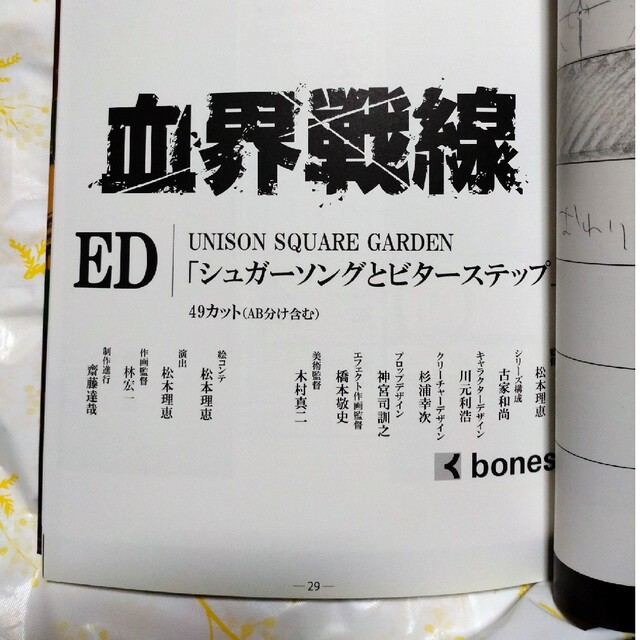 血界戦線
ED
UNISON SQUARE GARDEN
「シュガーソングとビターステップ
49カット(AB分け含む)
松本理恵
シリーズ構成
古家和尚
キャラクターデザイン
川元利浩
クリーチャーデザイン
杉浦幸次
プロップデザイン
神宮司訓之
エフェクト作画監督
橋本敬史
美術監督
木村真二
絵コンテ
松本理恵
演出
松本理恵
作画監督
林宏一
制作進行
齋藤達哉
bones
—29—
おわり